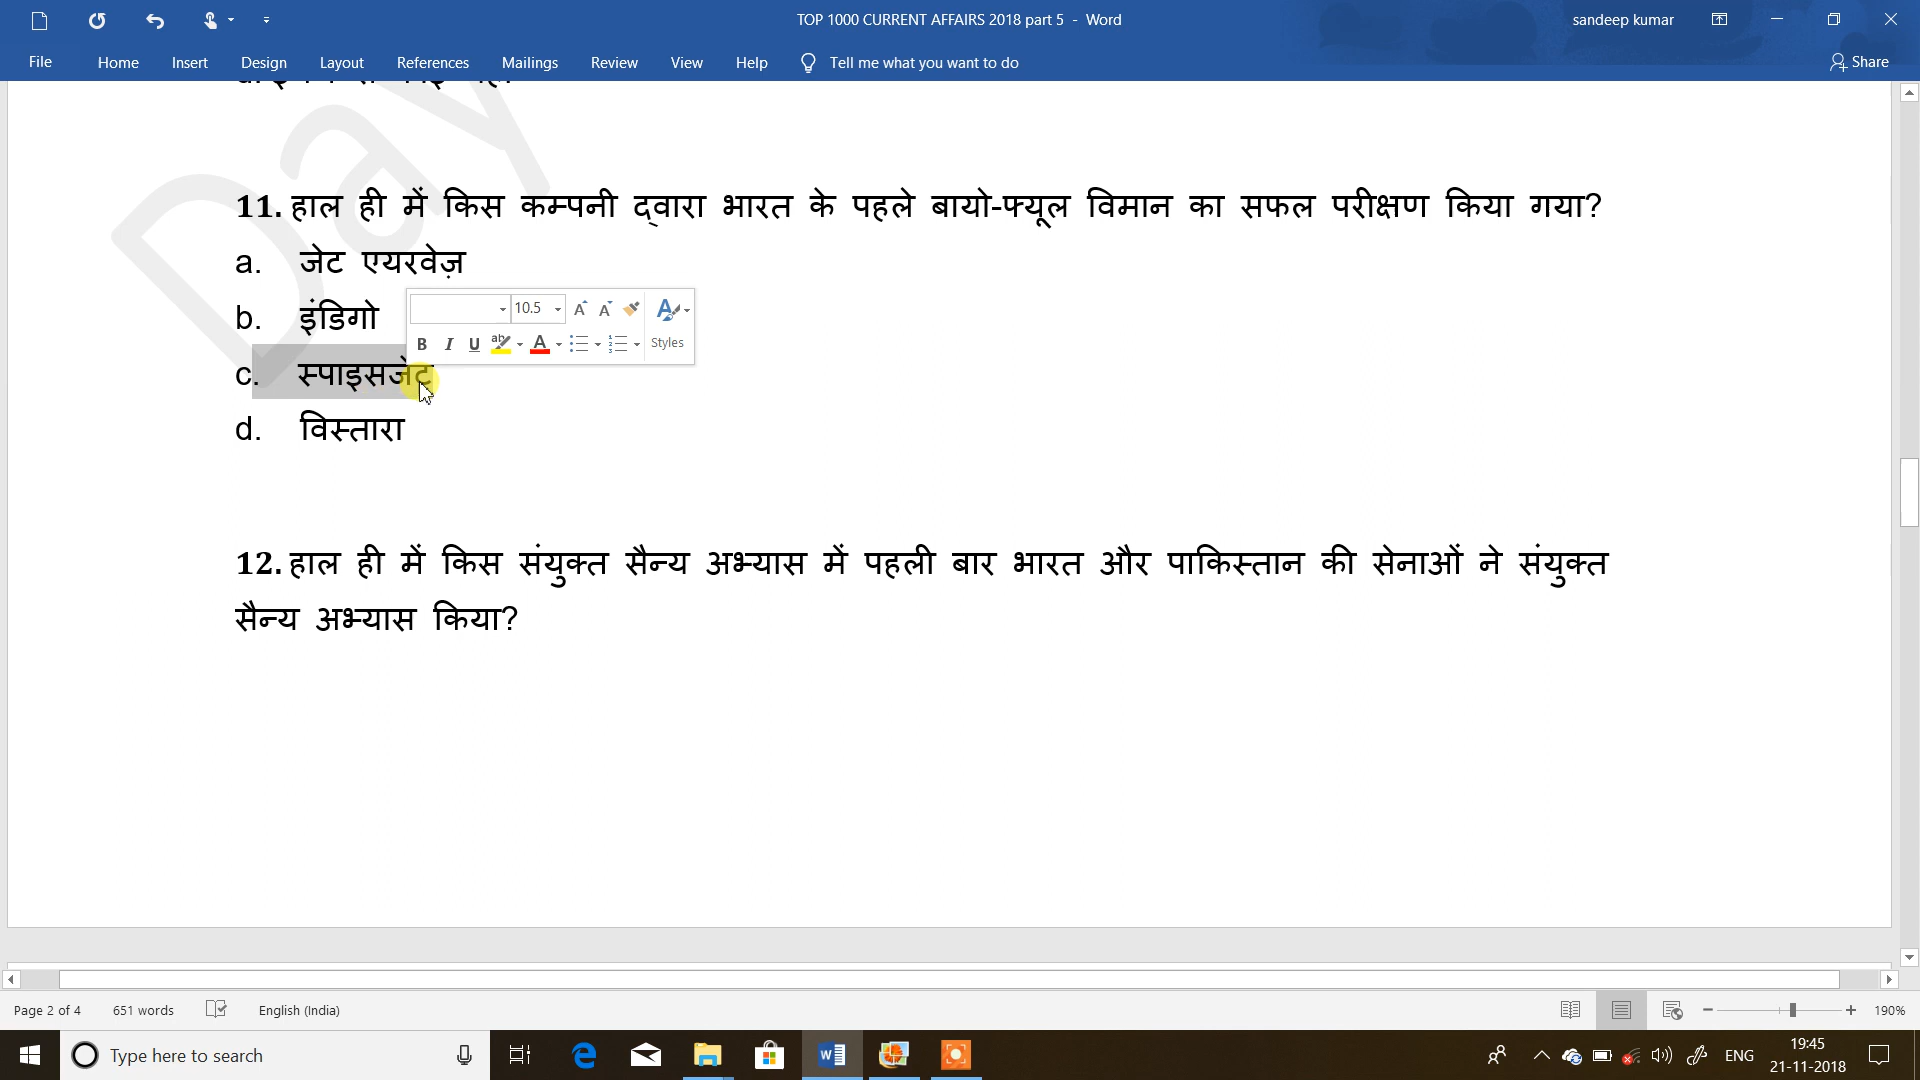 TOP 1000 CURRENT AFFAIRS 2018 part 5 - Word
sandeep kumar
File Home Insert Design Layout References Mailings Review View Help Tell me what you want to do Share
Day
11. हाल ही में किस कम्पनी द्वारा भारत के पहले बायो-फ्यूल विमान का सफल परीक्षण किया गया?
a. जेट एयरवेज़
b. इंडिगो
10.5
B I U ab A Styles
c. स्पाइसजेट
d. विस्तारा
12. हाल ही में किस संयुक्त सैन्य अभ्यास में पहली बार भारत और पाकिस्तान की सेनाओं ने संयुक्त
सैन्य अभ्यास किया?
Page 2 of 4 651 words English (India) 190%
Type here to search
ENG
19:45
21-11-2018